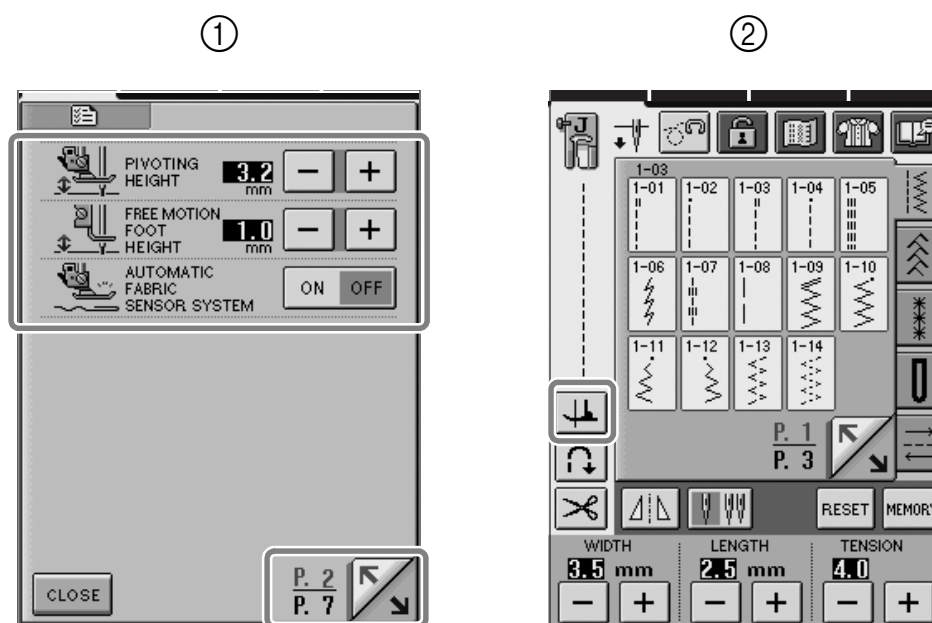 ①
PIVOTING
HEIGHT
3.2
mm
FREE MOTION
FOOT
HEIGHT
1.0
mm
AUTOMATIC
FABRIC
SENSOR SYSTEM
ON OFF
P. 2
P. 7
CLOSE
②
J
1-03
1-01 1-02 1-03 1-04 1-05
1-06 1-07 1-08 1-09 1-10
1-11 1-12 1-13 1-14
P. 1
P. 3
RESET MEMORY
WIDTH LENGTH TENSION
3.5 mm 2.5 mm 4.0